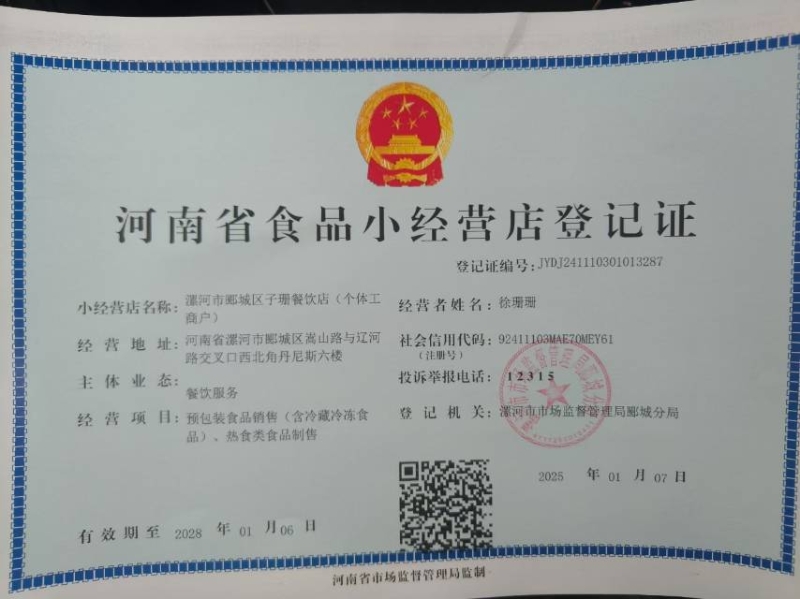 河南省食品小经营店登记证
登记证编号：JYDJ241110301013287
小经营店名称：漯河市郾城区子珊餐饮店（个体工
商户）
经营者姓名：徐珊珊
经营地址：河南省漯河市郾城区嵩山路与辽河
路交叉口西北角丹尼斯六楼
社会信用代码：92411103MAE70MEY61
（注册号）
主体业态：餐饮服务
投诉举报电话：12315
经营项目：预包装食品销售（含冷藏冷冻食
品）、热食类食品制售
登记机关：漯河市市场监督管理局郾城分局
2025 年 01 月 07 日
有效期至 2028 年 01 月 06 日
河南省市场监督管理局监制